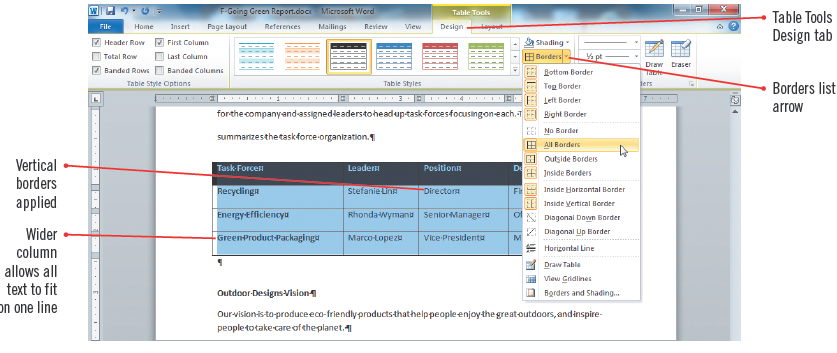 F-Going Green Report.docx - Microsoft Word
Table Tools
File Home Insert Page Layout References Mailings Review View Design Layout
Header Row First Column
Total Row Last Column
Banded Rows Banded Columns
Table Style Options
Table Styles
Shading
Borders
½ pt
Draw
Table
Eraser
Bottom Border
Top Border
Left Border
Right Border
No Border
All Borders
Outside Borders
Inside Borders
Inside Horizontal Border
Inside Vertical Border
Diagonal Down Border
Diagonal Up Border
Horizontal Line
Draw Table
View Gridlines
Borders and Shading...
for·the·company·and·assigned·leaders·to·head·up·task·forces·focusing·on·each.·T
summarizes·the·task·force·organization.¶
Task·Force¤ Leader¤ Position¤
Recycling¤ Stefanie·Lin¤ Director¤
Energy·Efficiency¤ Rhonda·Wyman¤ Senior·Manager¤
Green·Product·Packaging¤ Marco·Lopez¤ Vice·President¤
¶
Outdoor·Designs·Vision·¶
Our·vision·is·to·produce·eco-friendly·products·that·help·people·enjoy·the·great·outdoors,·and·inspire·
people·to·take·care·of·the·planet.·¶
Table Tools
Design tab
Borders list
arrow
Vertical
borders
applied
Wider
column
allows all
text to fit
on one line